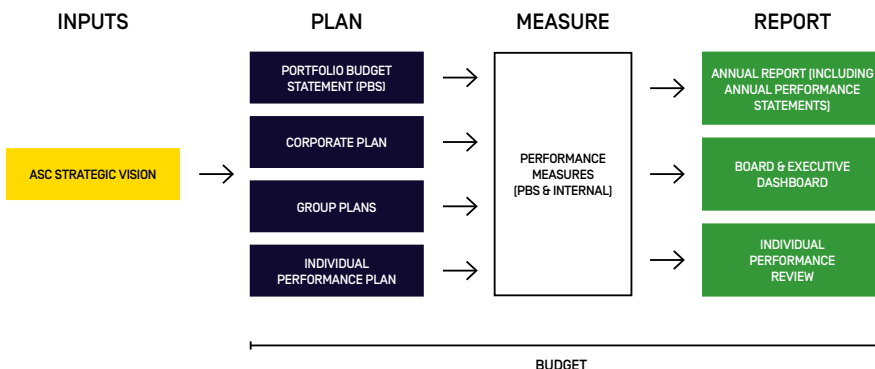 INPUTS
PLAN
MEASURE
REPORT
ASC STRATEGIC VISION
PORTFOLIO BUDGET
STATEMENT (PBS)
CORPORATE PLAN
GROUP PLANS
INDIVIDUAL
PERFORMANCE PLAN
PERFORMANCE
MEASURES
(PBS & INTERNAL)
ANNUAL REPORT (INCLUDING
ANNUAL PERFORMANCE
STATEMENTS)
BOARD & EXECUTIVE
DASHBOARD
INDIVIDUAL
PERFORMANCE
REVIEW
BUDGET